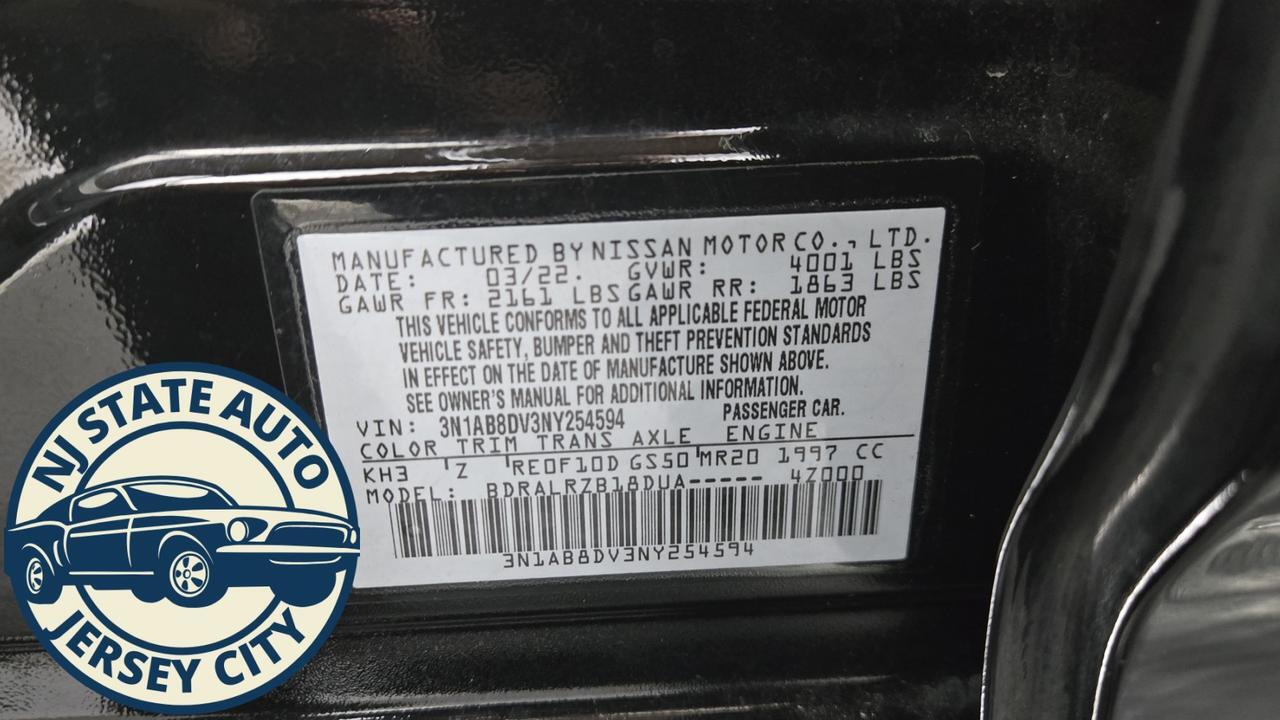 MANUFACTURED BY NISSAN MOTOR CO., LTD.
DATE: 03/22. GVWR: 4001 LBS
GAWR FR: 2161 LBS GAWR RR: 1863 LBS
THIS VEHICLE CONFORMS TO ALL APPLICABLE FEDERAL MOTOR
VEHICLE SAFETY, BUMPER AND THEFT PREVENTION STANDARDS
IN EFFECT ON THE DATE OF MANUFACTURE SHOWN ABOVE.
SEE OWNER'S MANUAL FOR ADDITIONAL INFORMATION.
VIN: 3N1AB8DV3NY254594 PASSENGER CAR.
COLOR TRIM TRANS AXLE ENGINE
KH3 Z RE0F10D GS50 MR20 1997 CC
MODEL: BDRALRZB18DUA----- 4Z000
3N1AB8DV3NY254594
NJ STATE AUTO
JERSEY CITY